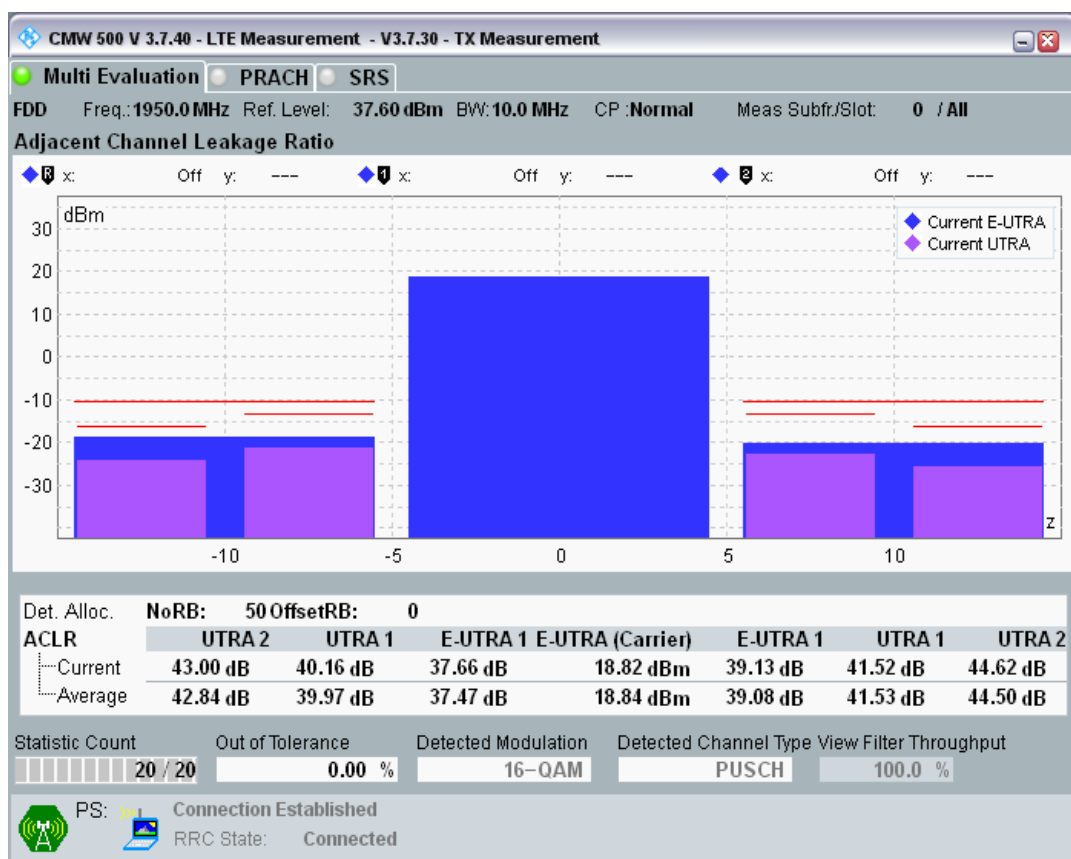 CMW 500 V 3.7.40 - LTE Measurement - V3.7.30 - TX Measurement
Multi Evaluation PRACH SRS
FDD Freq.: 1950.0 MHz Ref. Level: 37.60 dBm BW: 10.0 MHz CP :Normal Meas Subfr./Slot: 0 / All
Adjacent Channel Leakage Ratio
R x: Off y: --- 1 x: Off y: --- 2 x: Off y: ---
dBm
Current E-UTRA
Current UTRA
30
20
10
0
-10
-20
-30
z
-10 -5 0 5 10
Det. Alloc. NoRB: 50 OffsetRB: 0
ACLR UTRA 2 UTRA 1 E-UTRA 1 E-UTRA (Carrier) E-UTRA 1 UTRA 1 UTRA 2
Current 43.00 dB 40.16 dB 37.66 dB 18.82 dBm 39.13 dB 41.52 dB 44.62 dB
Average 42.84 dB 39.97 dB 37.47 dB 18.84 dBm 39.08 dB 41.53 dB 44.50 dB
Statistic Count Out of Tolerance Detected Modulation Detected Channel Type View Filter Throughput
20 / 20 0.00 % 16-QAM PUSCH 100.0 %
PS: Connection Established
RRC State: Connected